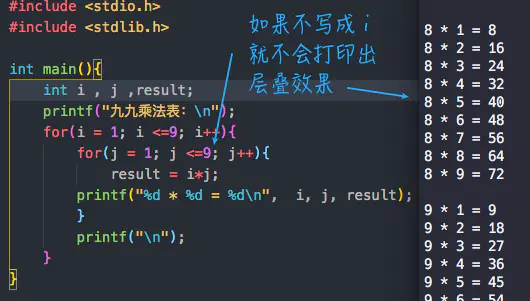 #include <stdio.h>
#include <stdlib.h>
int main(){
int i , j ,result;
printf("九九乘法表: \n");
for(i = 1; i <=9; i++){
for(j = 1; j <=9; j++){
result = i*j;
printf("%d * %d = %d\n",  i, j, result);
}
printf("\n");
}
}
如果不写成 i
就不会打印出
层叠效果
8 * 1 = 8
8 * 2 = 16
8 * 3 = 24
8 * 4 = 32
8 * 5 = 40
8 * 6 = 48
8 * 7 = 56
8 * 8 = 64
8 * 9 = 72
9 * 1 = 9
9 * 2 = 18
9 * 3 = 27
9 * 4 = 36
9 * 5 = 45
9 * 6 = 54